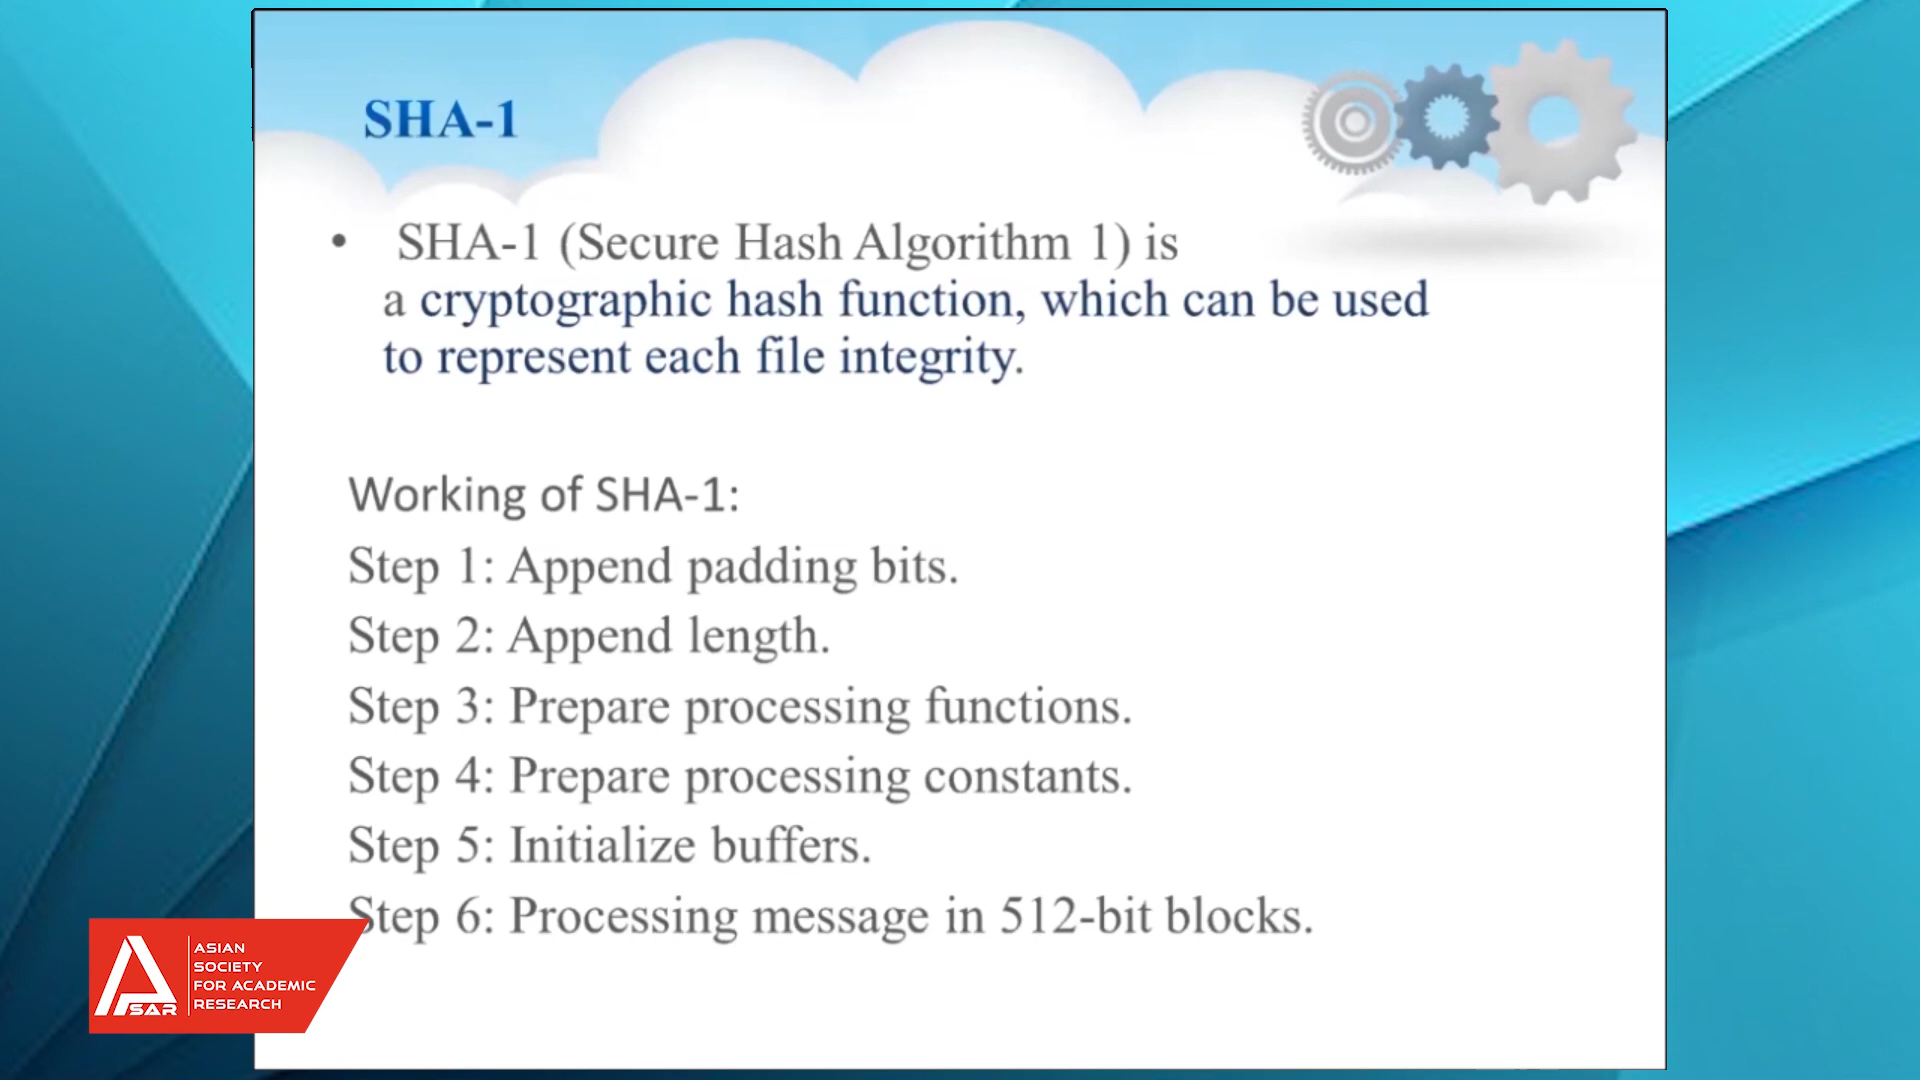 SHA-1
• SHA-1 (Secure Hash Algorithm 1) is
a cryptographic hash function, which can be used
to represent each file integrity.
Working of SHA-1:
Step 1: Append padding bits.
Step 2: Append length.
Step 3: Prepare processing functions.
Step 4: Prepare processing constants.
Step 5: Initialize buffers.
Step 6: Processing message in 512-bit blocks.
ASAR
ASIAN
SOCIETY
FOR ACADEMIC
RESEARCH